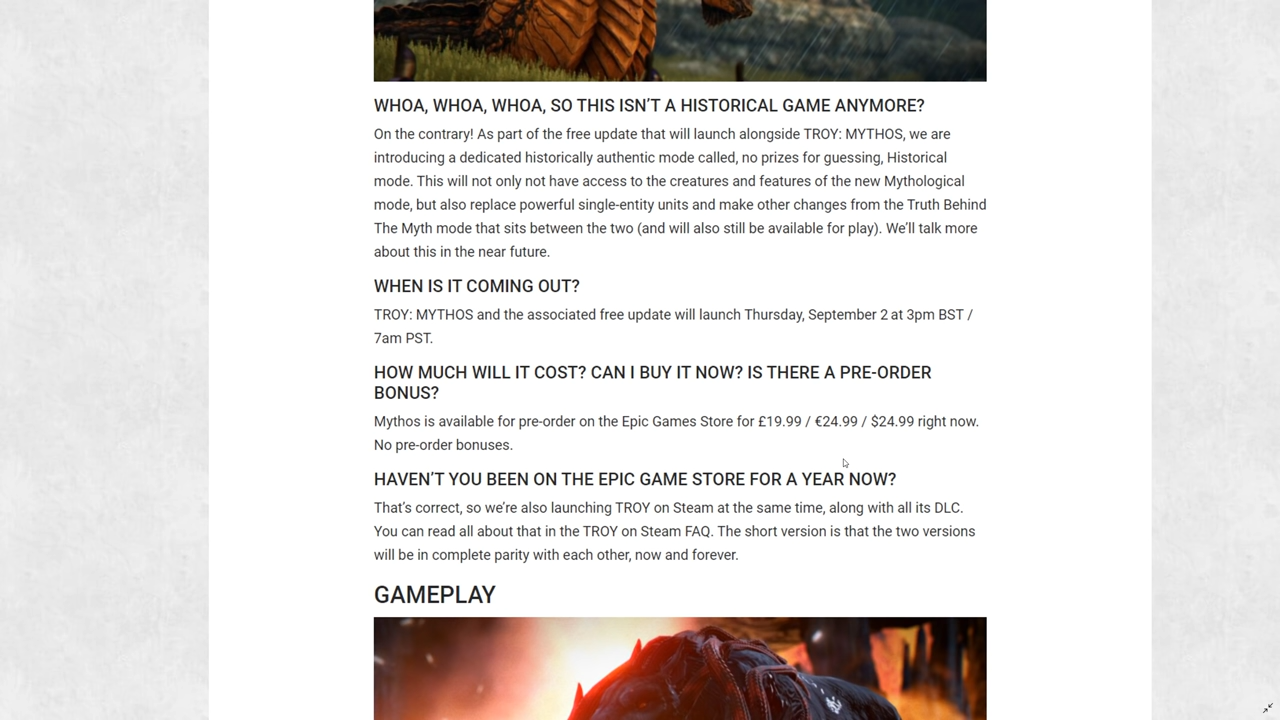 WHOA, WHOA, WHOA, SO THIS ISN’T A HISTORICAL GAME ANYMORE?
On the contrary! As part of the free update that will launch alongside TROY: MYTHOS, we are
introducing a dedicated historically authentic mode called, no prizes for guessing, Historical
mode. This will not only not have access to the creatures and features of the new Mythological
mode, but also replace powerful single-entity units and make other changes from the Truth Behind
The Myth mode that sits between the two (and will also still be available for play). We’ll talk more
about this in the near future.
WHEN IS IT COMING OUT?
TROY: MYTHOS and the associated free update will launch Thursday, September 2 at 3pm BST /
7am PST.
HOW MUCH WILL IT COST? CAN I BUY IT NOW? IS THERE A PRE-ORDER
BONUS?
Mythos is available for pre-order on the Epic Games Store for £19.99 / €24.99 / $24.99 right now.
No pre-order bonuses.
HAVEN’T YOU BEEN ON THE EPIC GAME STORE FOR A YEAR NOW?
That’s correct, so we’re also launching TROY on Steam at the same time, along with all its DLC.
You can read all about that in the TROY on Steam FAQ. The short version is that the two versions
will be in complete parity with each other, now and forever.
GAMEPLAY